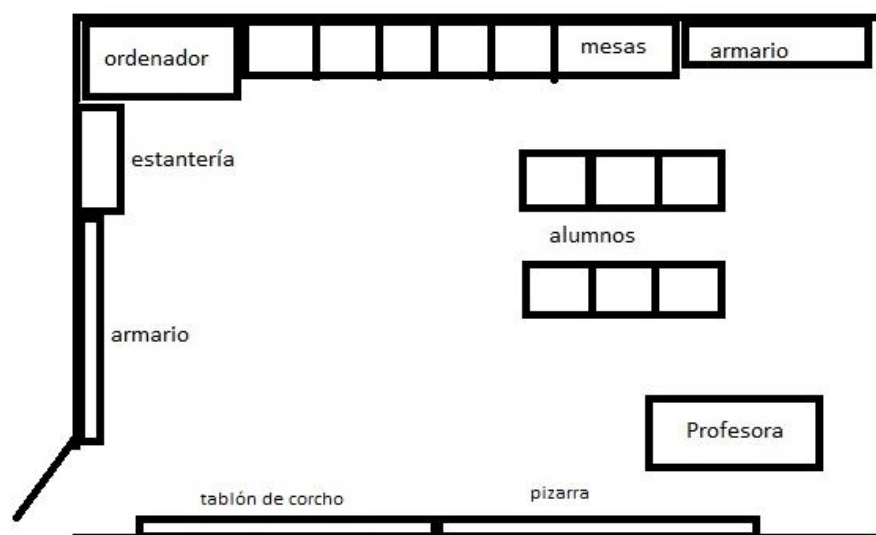 ordenador
mesas
armario
estantería
alumnos
armario
Profesora
tablón de corcho
pizarra